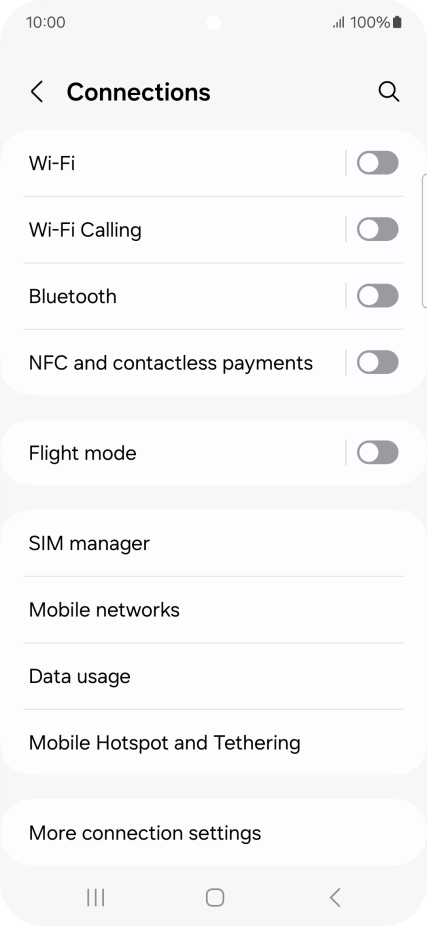 10:00 100%
Connections
Wi-Fi
Wi-Fi Calling
Bluetooth
NFC and contactless payments
Flight mode
SIM manager
Mobile networks
Data usage
Mobile Hotspot and Tethering
More connection settings